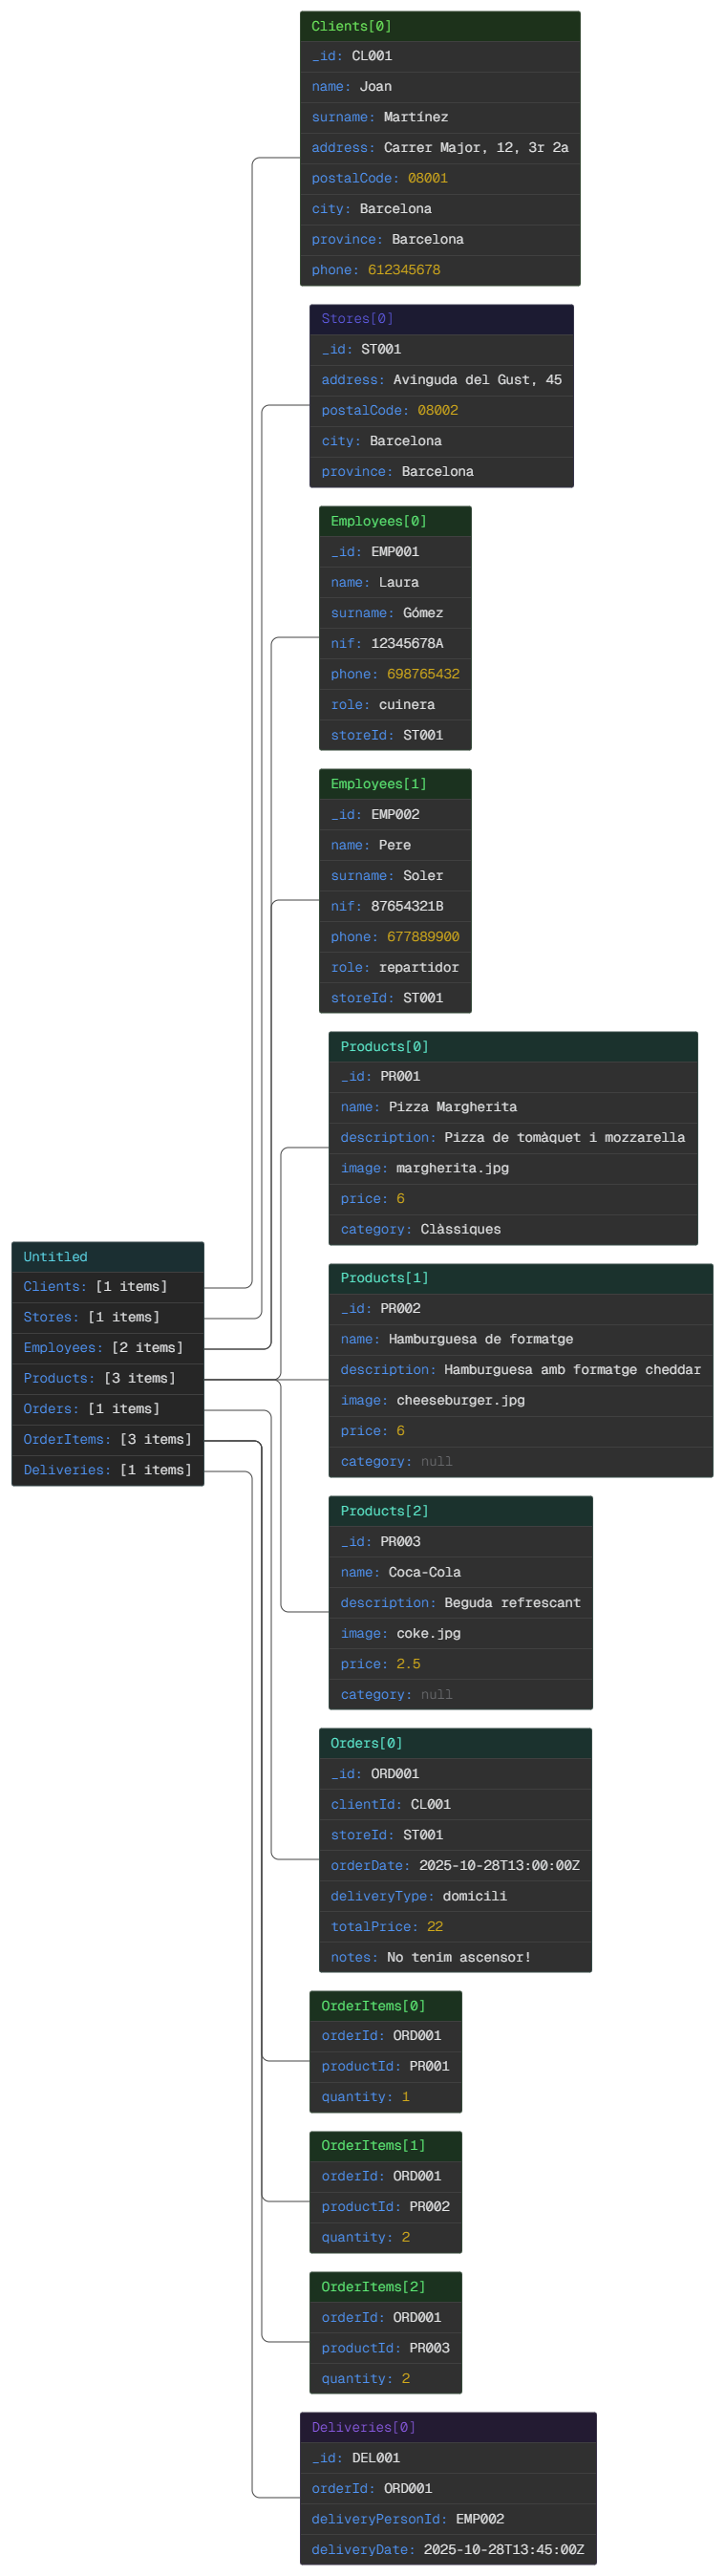 Clients[0]
_id: CL001
name: Joan
surname: Martínez
address: Carrer Major, 12, 3r 2a
postalCode: 08001
city: Barcelona
province: Barcelona
phone: 612345678
Stores[0]
_id: ST001
address: Avinguda del Gust, 45
postalCode: 08002
city: Barcelona
province: Barcelona
Employees[0]
_id: EMP001
name: Laura
surname: Gómez
nif: 12345678A
phone: 698765432
role: cuinera
storeId: ST001
Employees[1]
_id: EMP002
name: Pere
surname: Soler
nif: 87654321B
phone: 677889900
role: repartidor
storeId: ST001
Products[0]
_id: PR001
name: Pizza Margherita
description: Pizza de tomàquet i mozzarella
image: margherita.jpg
price: 6
category: Clàssiques
Untitled
Clients: [1 items]
Stores: [1 items]
Employees: [2 items]
Products: [3 items]
Orders: [1 items]
OrderItems: [3 items]
Deliveries: [1 items]
Products[1]
_id: PR002
name: Hamburguesa de formatge
description: Hamburguesa amb formatge cheddar
image: cheeseburger.jpg
price: 6
category: null
Products[2]
_id: PR003
name: Coca-Cola
description: Beguda refrescant
image: coke.jpg
price: 2.5
category: null
Orders[0]
_id: ORD001
clientId: CL001
storeId: ST001
orderDate: 2025-10-28T13:00:00Z
deliveryType: domicili
totalPrice: 22
notes: No tenim ascensor!
OrderItems[0]
orderId: ORD001
productId: PR001
quantity: 1
OrderItems[1]
orderId: ORD001
productId: PR002
quantity: 2
OrderItems[2]
orderId: ORD001
productId: PR003
quantity: 2
Deliveries[0]
_id: DEL001
orderId: ORD001
deliveryPersonId: EMP002
deliveryDate: 2025-10-28T13:45:00Z